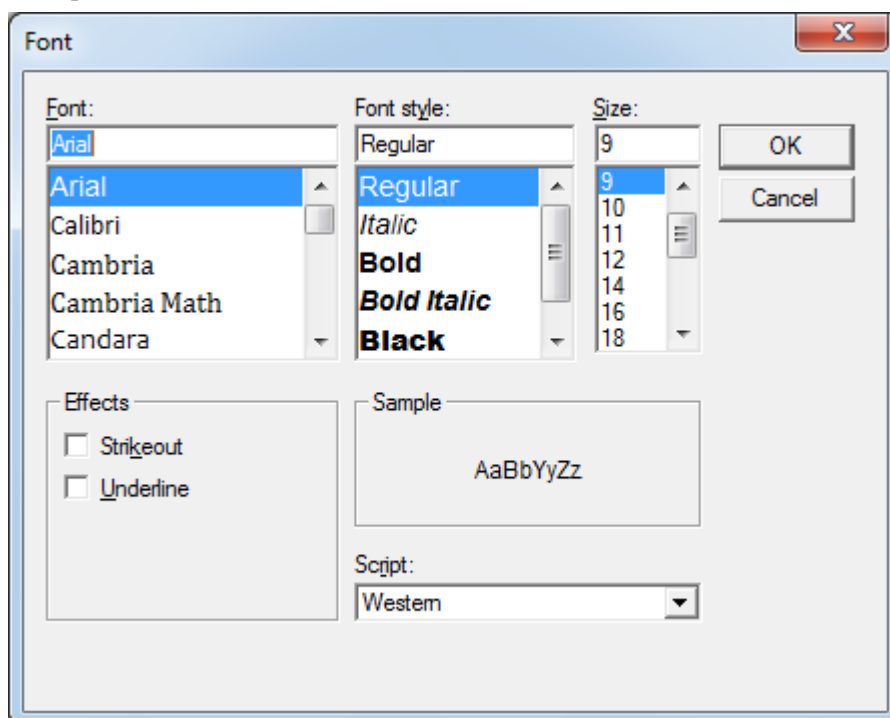 Font
Font:
Arial
Arial
Calibri
Cambria
Cambria Math
Candara
Font style:
Regular
Regular
Italic
Bold
Bold Italic
Black
Size:
9
9
10
11
12
14
16
18
OK
Cancel
Effects
Strikeout
Underline
Sample
AaBbYyZz
Script:
Western